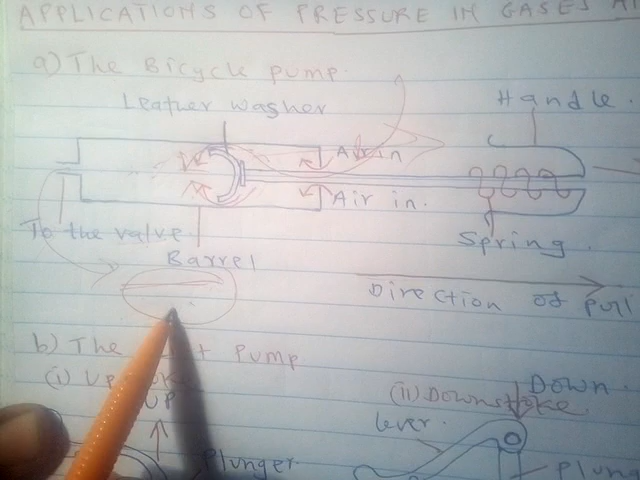 APPLICATIONS OF PRESSURE IN GASES
a) The Bicycle pump.
Leather washer
Handle.
Air in
Air in.
To the valve
Spring.
Barrel
Direction of pull
b) The Pump.
(i) Up
UP
(ii) Downstroke.
Down.
lever.
Plunger